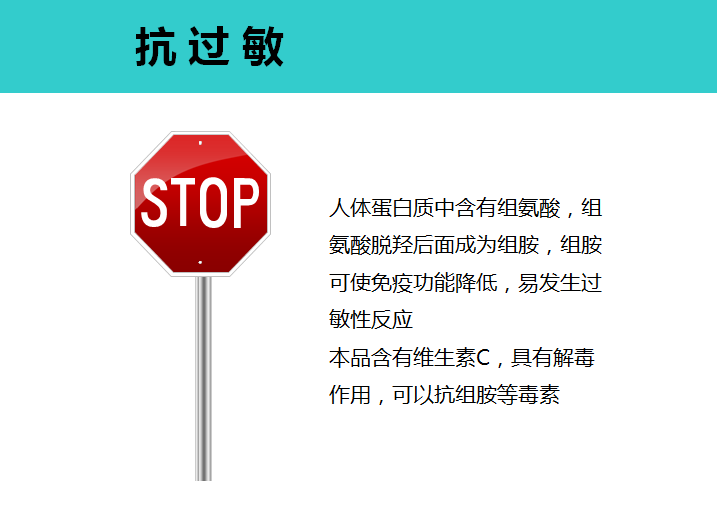 抗过敏
STOP
人体蛋白质中含有组氨酸，组
氨酸脱羟后面成为组胺，组胺
可使免疫功能降低，易发生过
敏性反应
本品含有维生素C，具有解毒
作用，可以抗组胺等毒素